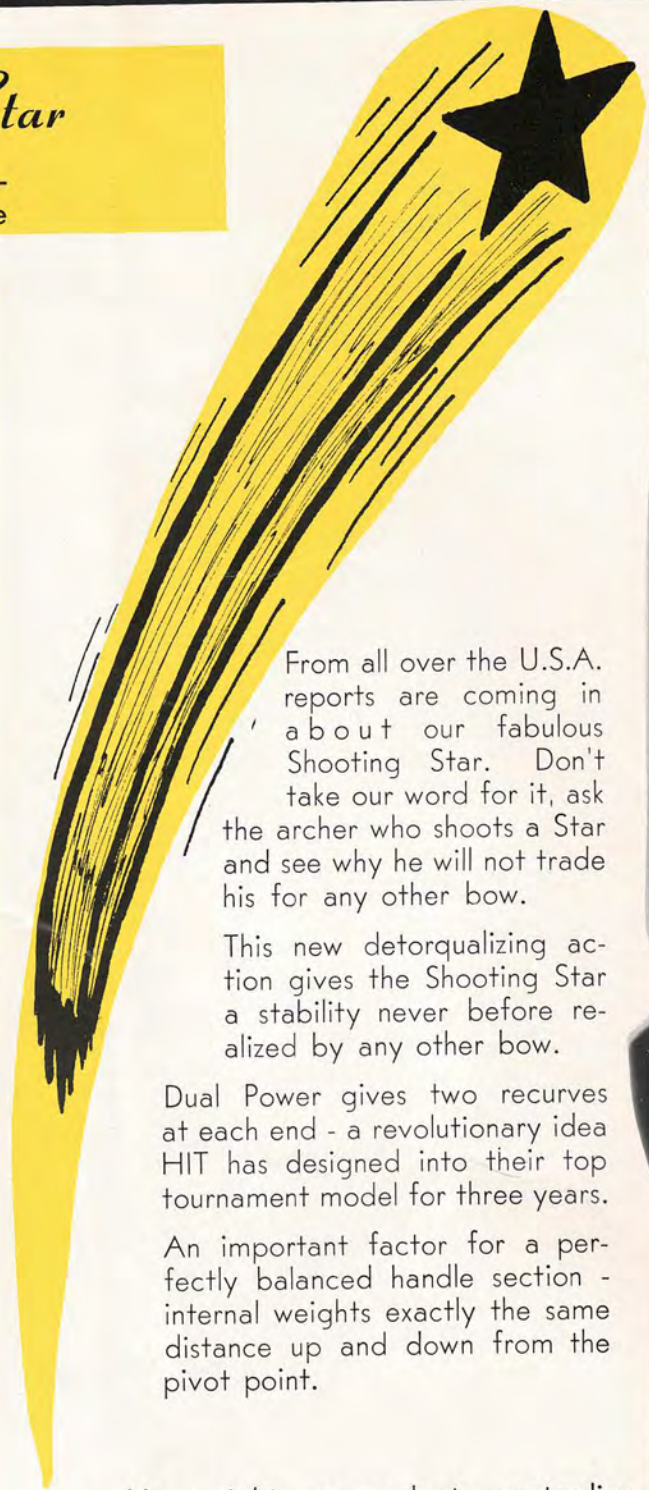 tar
e
From all over the U.S.A.
reports are coming in
about our fabulous
Shooting Star. Don't
take our word for it, ask
the archer who shoots a Star
and see why he will not trade
his for any other bow.
This new detorqualizing ac-
tion gives the Shooting Star
a stability never before re-
alized by any other bow.
Dual Power gives two recurves
at each end - a revolutionary idea
HIT has designed into their top
tournament model for three years.
An important factor for a per-
fectly balanced handle section -
internal weights exactly the same
distance up and down from the
pivot point.